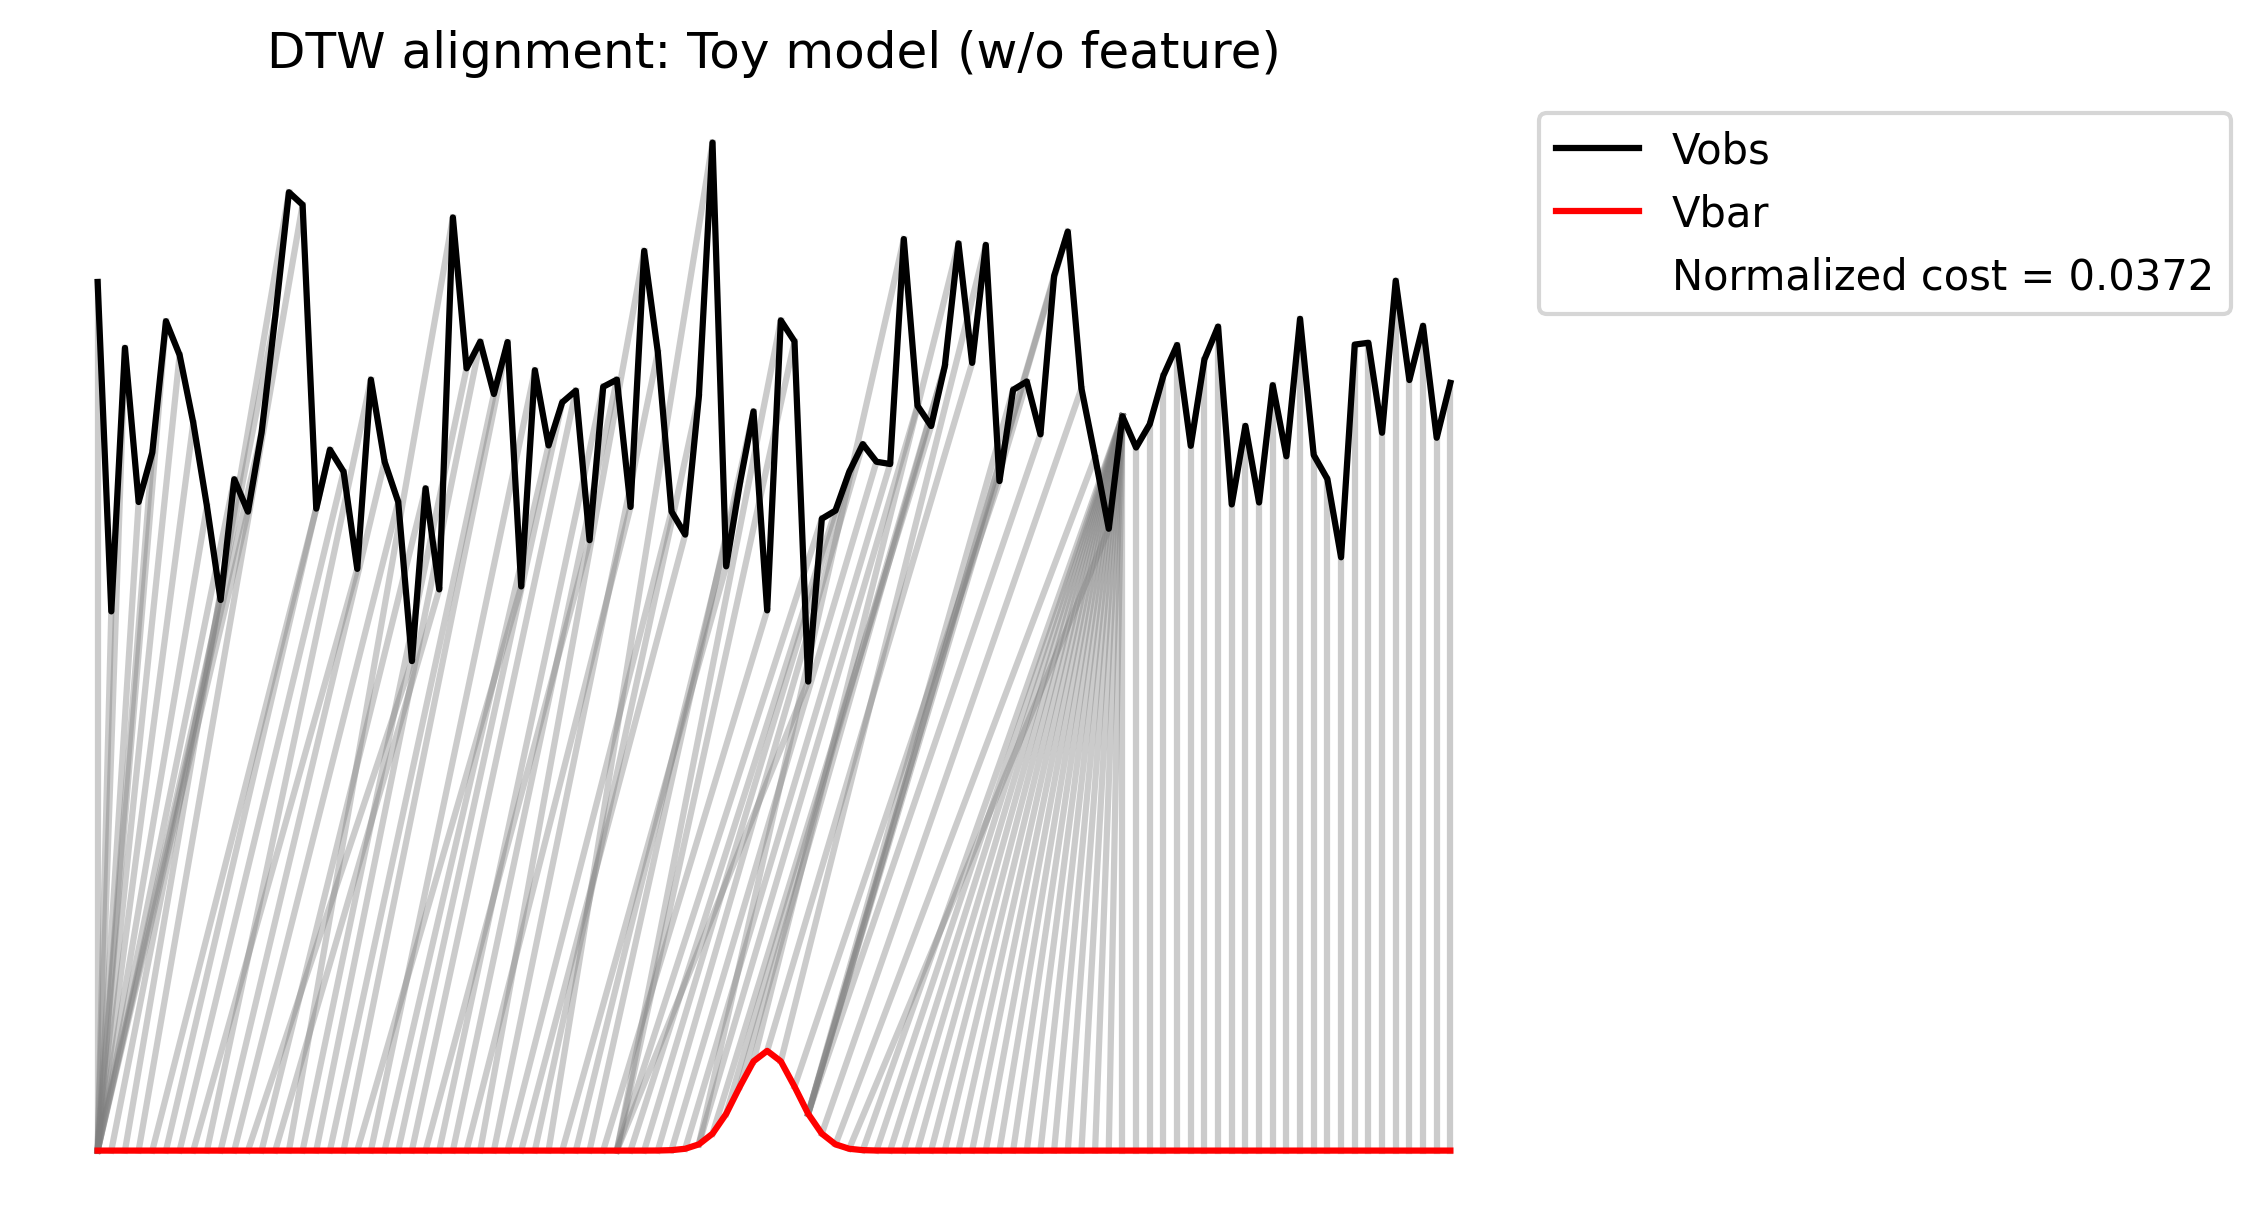 DTW alignment: Toy model (w/o feature)
Vobs
Vbar
Normalized cost = 0.0372